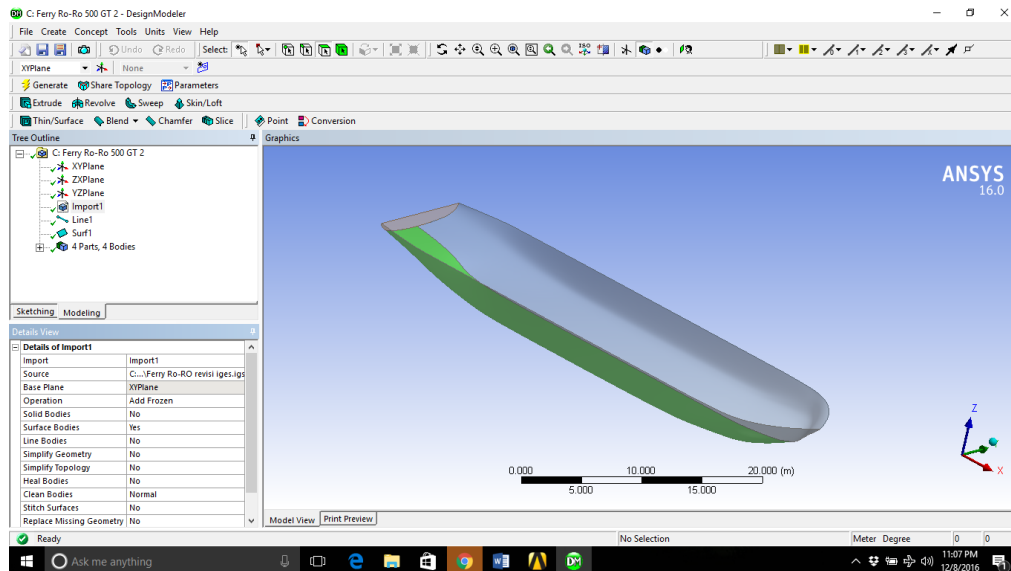 C: Ferry Ro-Ro 500 GT 2 - DesignModeler
File Create Concept Tools Units View Help
Undo Redo Select:
XYPlane None
Generate Share Topology Parameters
Extrude Revolve Sweep Skin/Loft
Thin/Surface Blend Chamfer Slice Point Conversion
Tree Outline
Graphics
C: Ferry Ro-Ro 500 GT 2
XYPlane
ZXPlane
YZPlane
Import1
Line1
Surf1
4 Parts, 4 Bodies
Sketching Modeling
Details View
Details of Import1
Import Import1
Source C:...\Ferry Ro-RO revisi iges.igs
Base Plane XYPlane
Operation Add Frozen
Solid Bodies No
Surface Bodies Yes
Line Bodies No
Simplify Geometry No
Simplify Topology No
Heal Bodies No
Clean Bodies Normal
Stitch Surfaces No
Replace Missing Geometry No
ANSYS
16.0
Z
X
0.000 10.000 20.000 (m)
5.000 15.000
Model View Print Preview
Ready No Selection Meter Degree 0 0
Ask me anything
11:07 PM
12/8/2016